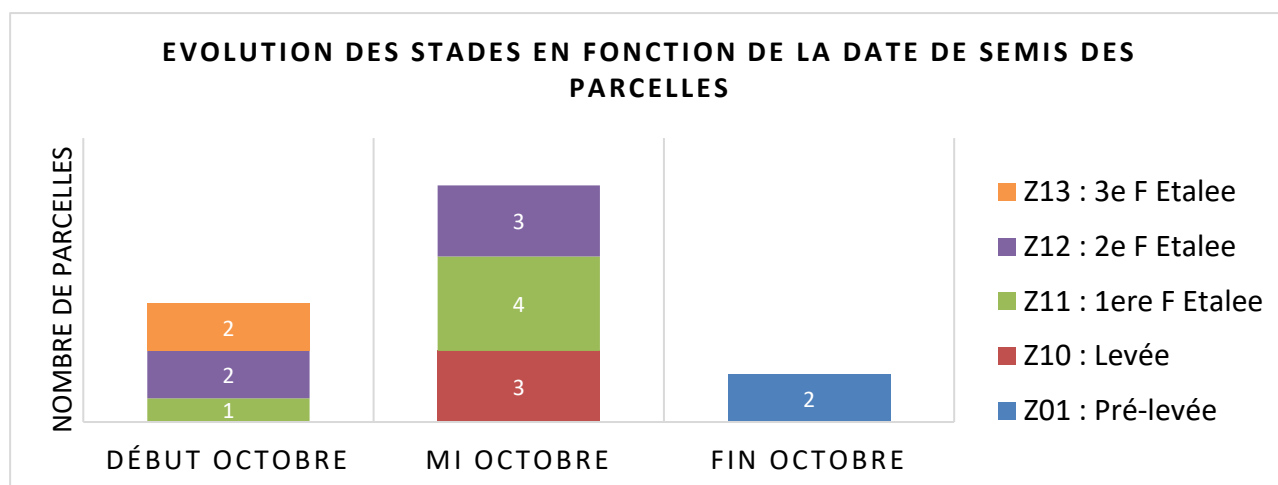 EVOLUTION DES STADES EN FONCTION DE LA DATE DE SEMIS DES
PARCELLES
NOMBRE DE PARCELLES
2
2
1
3
4
3
2
DÉBUT OCTOBRE
MI OCTOBRE
FIN OCTOBRE
Z13 : 3e F Etalee
Z12 : 2e F Etalee
Z11 : 1ere F Etalee
Z10 : Levée
Z01 : Pré-levée